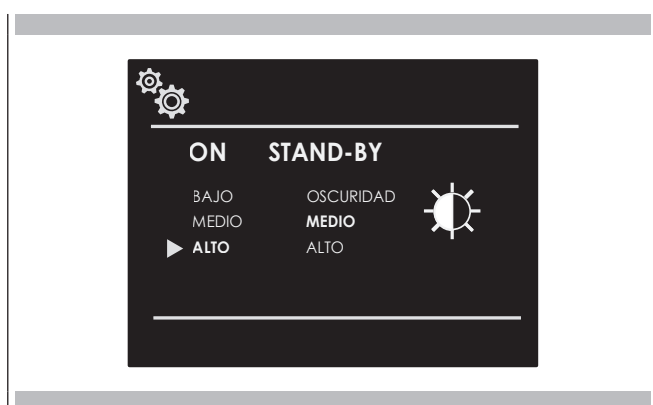 ON STAND-BY
BAJO OSCURIDAD
MEDIO MEDIO
ALTO ALTO